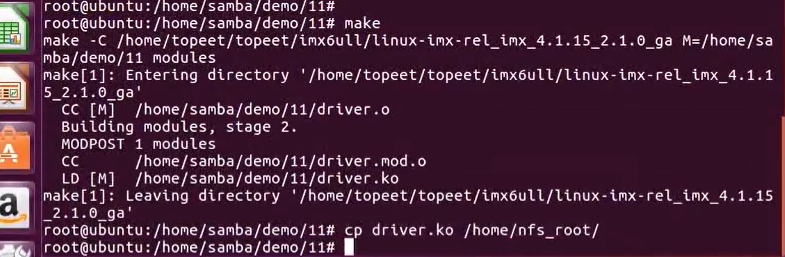 root@ubuntu:/home/samba/demo/11#
root@ubuntu:/home/samba/demo/11# make
make -C /home/topeet/topeet/imx6ull/linux-imx-rel_imx_4.1.15_2.1.0_ga M=/home/sa
mba/demo/11 modules
make[1]: Entering directory '/home/topeet/topeet/imx6ull/linux-imx-rel_imx_4.1.1
5_2.1.0_ga'
  CC [M]  /home/samba/demo/11/driver.o
  Building modules, stage 2.
  MODPOST 1 modules
  CC      /home/samba/demo/11/driver.mod.o
  LD [M]  /home/samba/demo/11/driver.ko
make[1]: Leaving directory '/home/topeet/topeet/imx6ull/linux-imx-rel_imx_4.1.15
_2.1.0_ga'
root@ubuntu:/home/samba/demo/11# cp driver.ko /home/nfs_root/
root@ubuntu:/home/samba/demo/11#